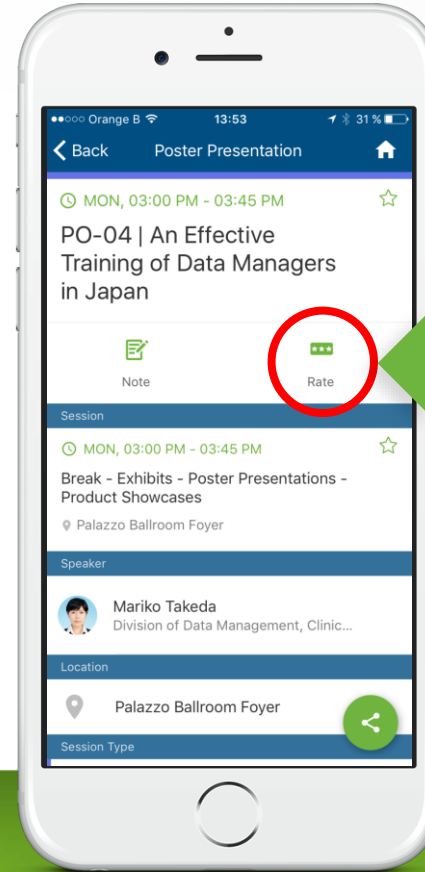 Orange B 13:53 31 %
Back Poster Presentation
MON, 03:00 PM - 03:45 PM
PO-04 | An Effective
Training of Data Managers
in Japan
Note Rate
Session
MON, 03:00 PM - 03:45 PM
Break - Exhibits - Poster Presentations -
Product Showcases
Palazzo Ballroom Foyer
Speaker
Mariko Takeda
Division of Data Management, Clinic...
Location
Palazzo Ballroom Foyer
Session Type